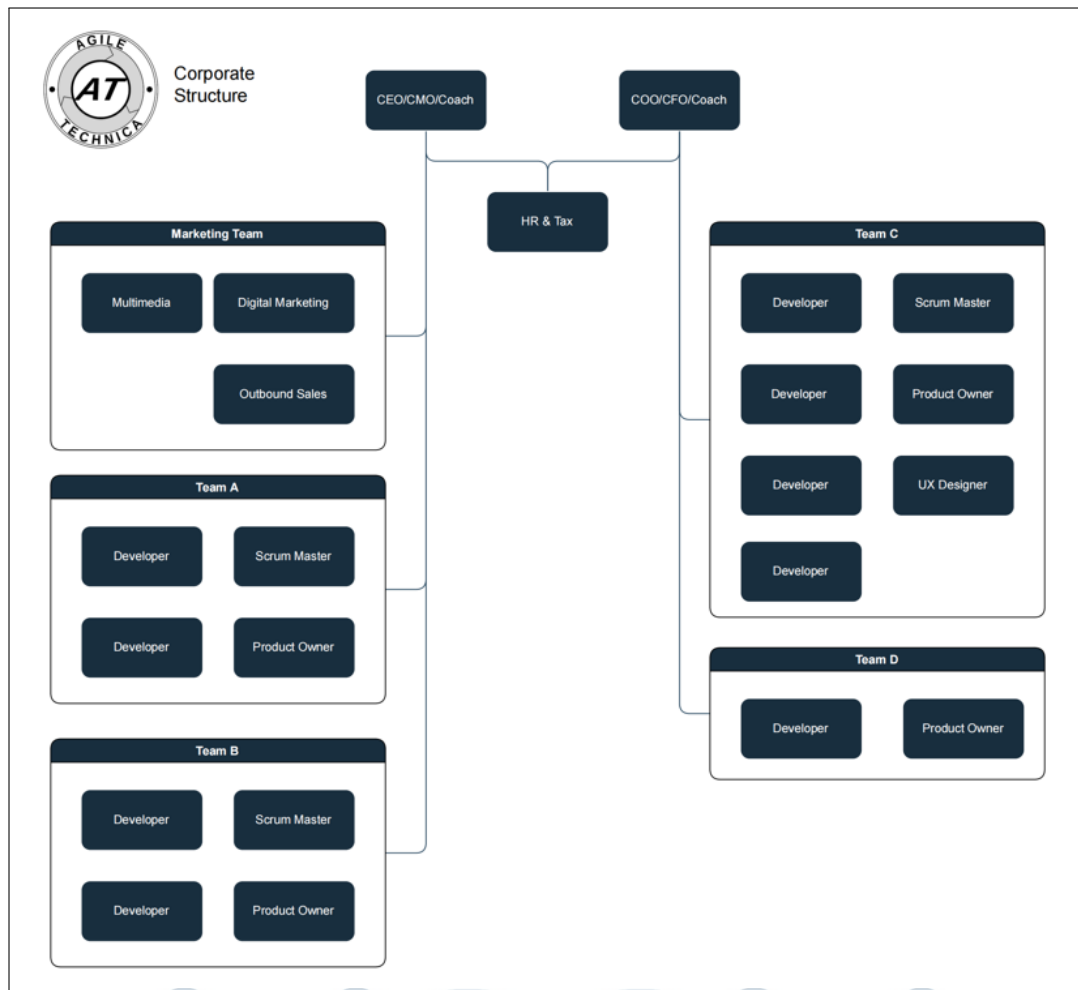 AGILE
AT
TECHNICA
Corporate
Structure
CEO/CMO/Coach
COO/CFO/Coach
HR & Tax
Marketing Team
Multimedia
Digital Marketing
Outbound Sales
Team A
Developer
Scrum Master
Developer
Product Owner
Team B
Developer
Scrum Master
Developer
Product Owner
Team C
Developer
Scrum Master
Developer
Product Owner
Developer
UX Designer
Developer
Team D
Developer
Product Owner